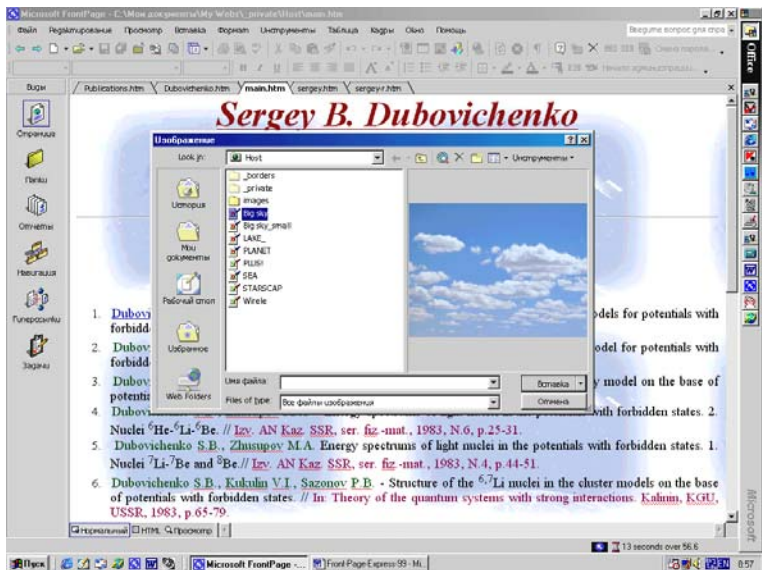 Microsoft FrontPage - C:\Мои документы\My Webs\_private\Host\main.htm
Файл Редактирование Просмотр Вставка Формат Инструменты Таблица Кадры Окно Помощь
Введите вопрос для спра
Office
Виды
Publications.htm Dubovichenko.htm main.htm sergey.htm sergey-r.htm
Sergey B. Dubovichenko
Страница
Папки
Отчеты
Навигация
Гиперссылки
Задачи
Изображение
Look in:
Host
Инструменты
История
Мои документы
Рабочий стол
Избранное
Web Folders
_borders
_private
images
Big sky
Big sky_small
LAKE_
PLANET
PLUS!
SEA
STARSCAP
Wirele
Имя файла:
Files of type:
Все файлы изображения
Вставка
Отмена
1. Dubovi
dels for potentials with
forbidd
2. Dubov
odel for potentials with
forbidd
3. Dubov
y model on the base of
potentia
4. Dubovi
with forbidden states. 2.
Nuclei ⁶He-⁶Li-⁶Be. // Izv. AN Kaz. SSR, ser. fiz.-mat., 1983, N.6, p.25-31.
5. Dubovichenko S.B., Zhusupov M.A. Energy spectrums of light nuclei in the potentials with forbidden states. 1.
Nuclei ⁷Li-⁷Be and ⁸Be.// Izv. AN Kaz. SSR, ser. fiz.-mat., 1983, N.4, p.44-51.
6. Dubovichenko S.B., Kukulin V.I., Sazonov P.B. - Structure of the ⁶,⁷Li nuclei in the cluster models on the base
of potentials with forbidden states. // In: Theory of the quantum systems with strong interactions. Kalinin, KGU,
USSR, 1983, p.65-79.
Нормальный HTML Просмотр
13 seconds over 56.6
Microsoft
Пуск
Microsoft FrontPage - ...
Front-Page-Express-99 - Mi...
EN
0:57